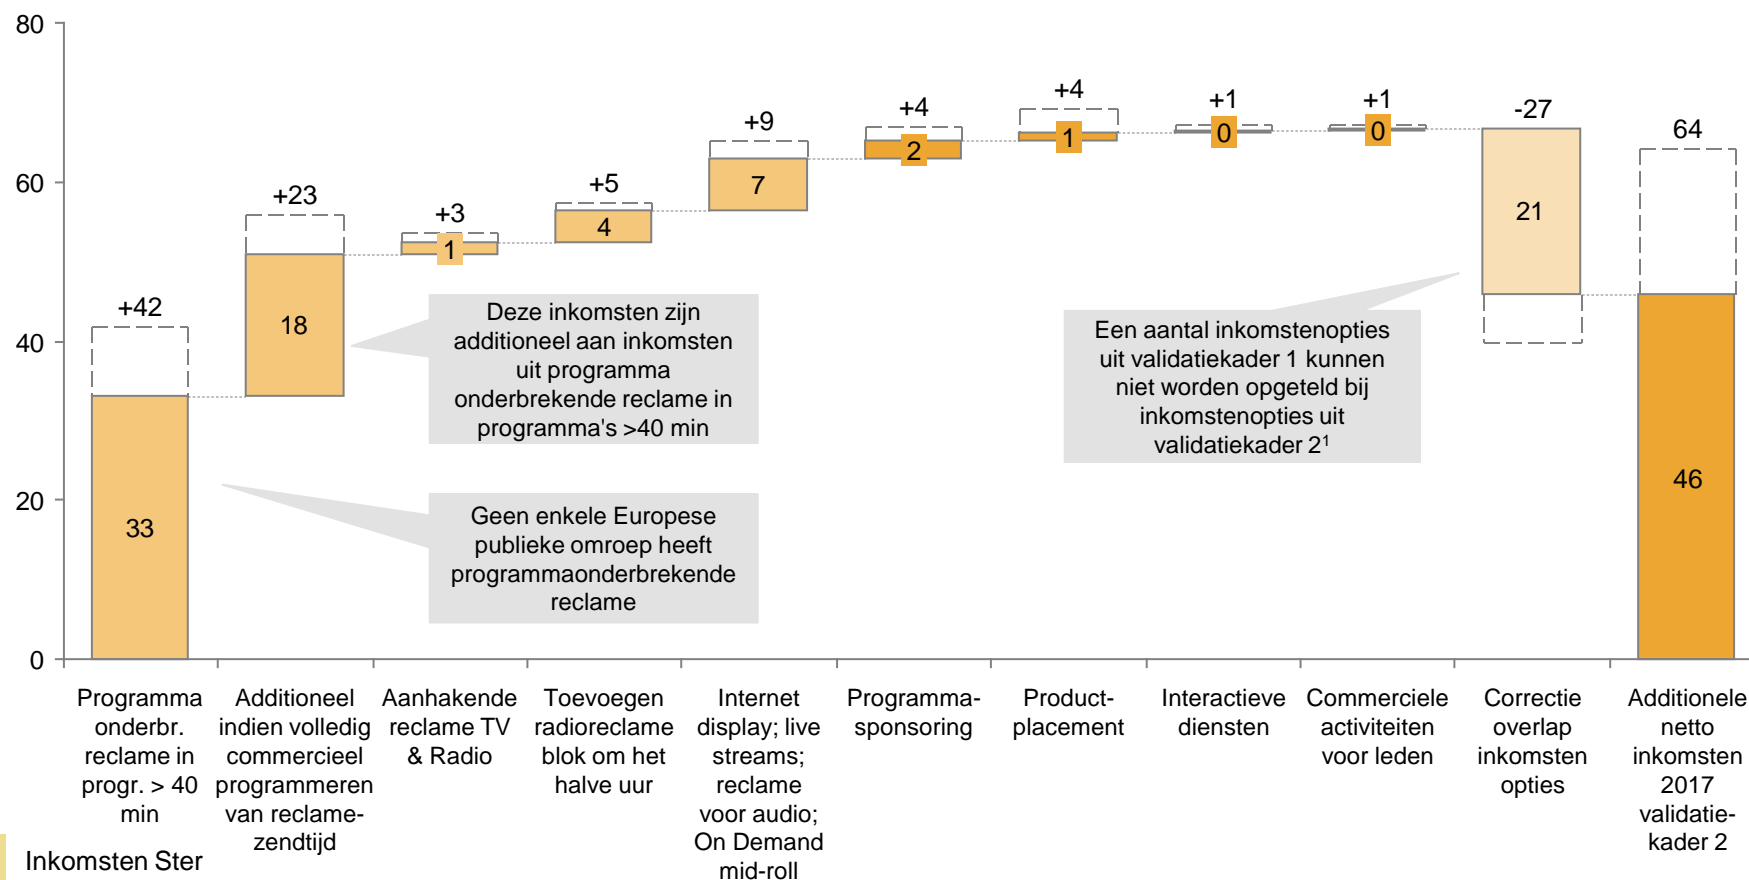 80
60
40
20
0
+42
33
+23
18
+3
1
+5
4
+9
7
+4
2
+4
1
+1
0
+1
0
-27
21
64
46
Deze inkomsten zijn
additioneel aan inkomsten
uit programma
onderbrekende reclame in
programma's >40 min
Geen enkele Europese
publieke omroep heeft
programmaonderbrekende
reclame
Een aantal inkomstenopties
uit validatiekader 1 kunnen
niet worden opgeteld bij
inkomstenopties uit
validatiekader 2¹
Programma
onderbr.
reclame in
progr. > 40
min
Additioneel
indien volledig
commercieel
programmeren
van reclame-
zendtijd
Aanhakende
reclame TV
& Radio
Toevoegen
radioreclame
blok om het
halve uur
Internet
display; live
streams;
reclame
voor audio;
On Demand
mid-roll
Programma-
sponsoring
Product-
placement
Interactieve
diensten
Commerciele
activiteiten
voor leden
Correctie
overlap
inkomsten
opties
Additionele
netto
inkomsten
2017
validatie-
kader 2
Inkomsten Ster